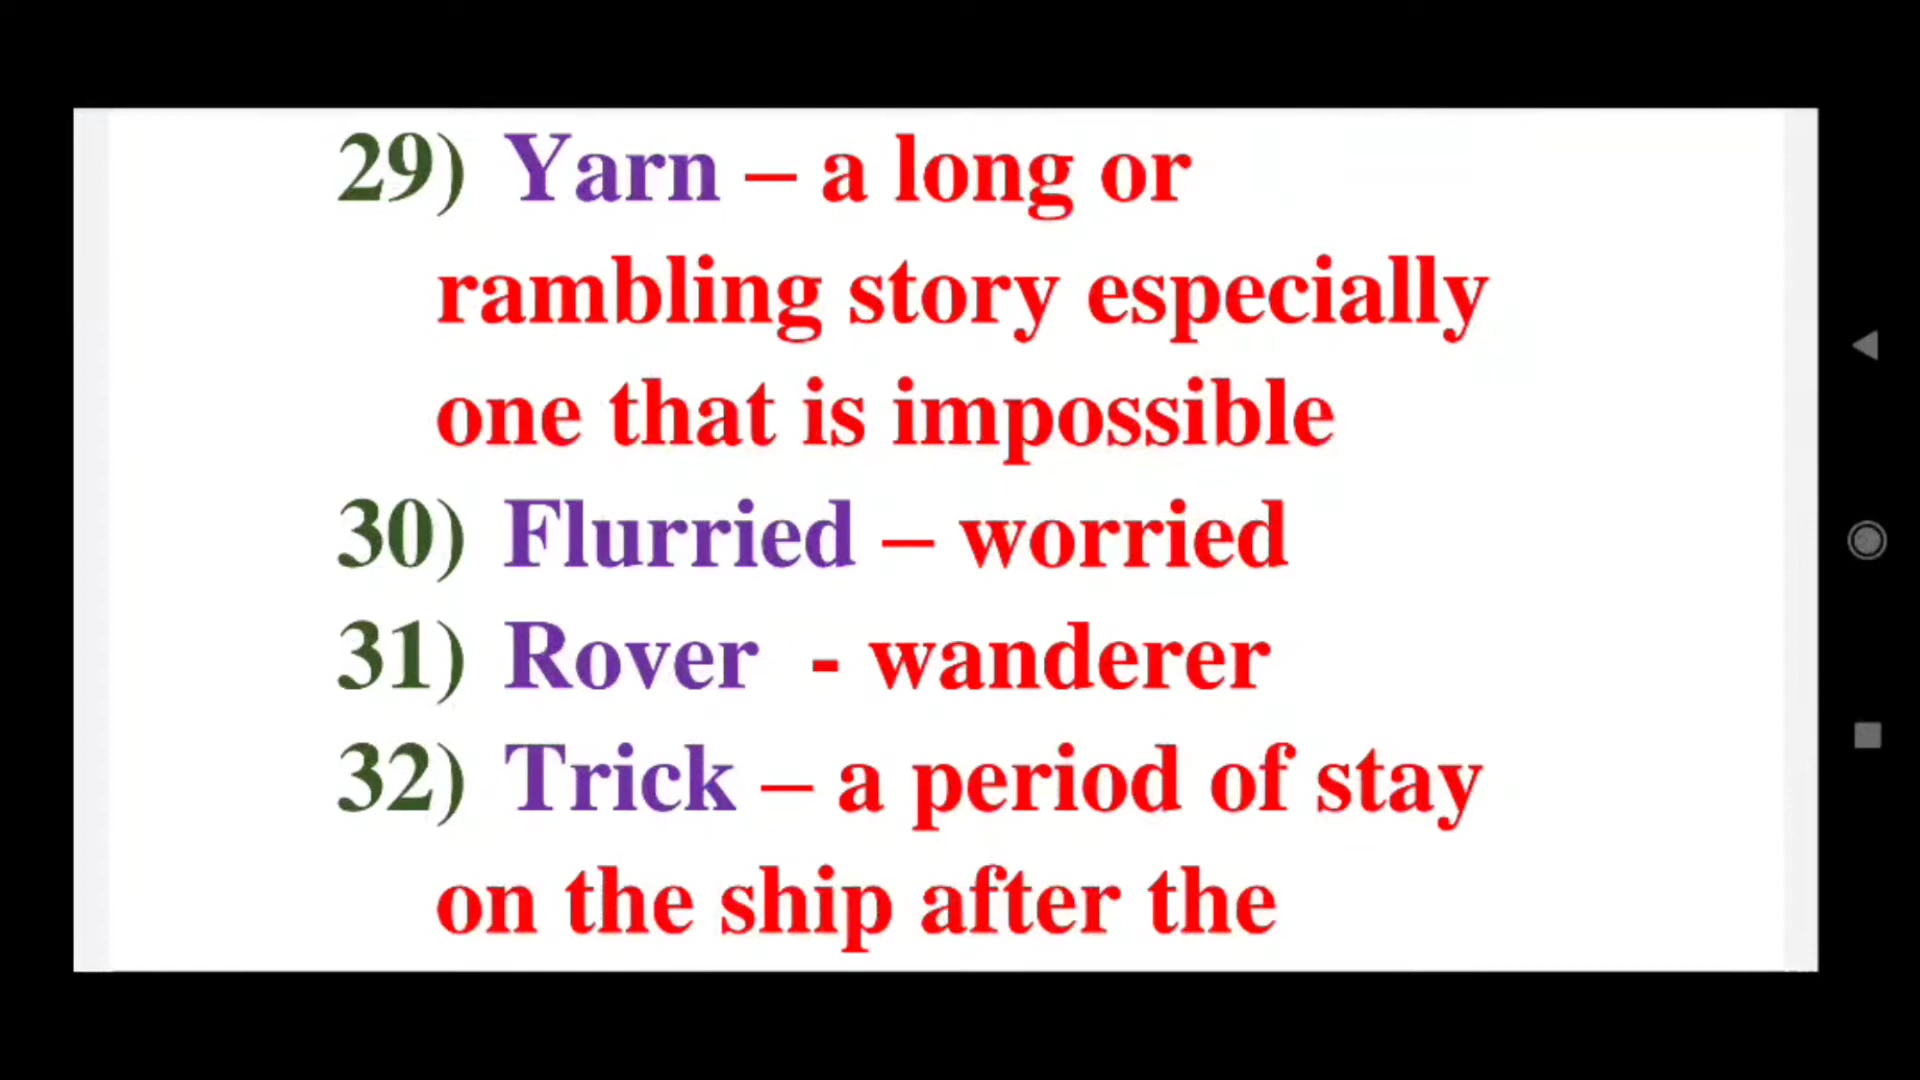 29) Yarn – a long or
rambling story especially
one that is impossible
30) Flurried – worried
31) Rover - wanderer
32) Trick – a period of stay
on the ship after the